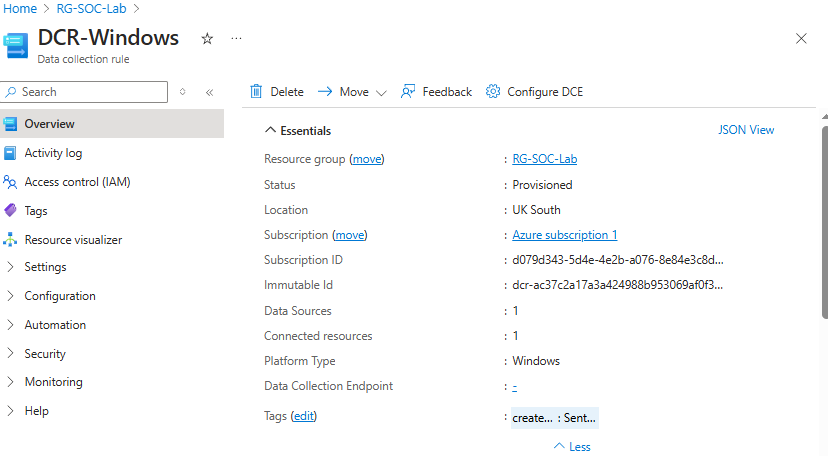 Home > RG-SOC-Lab >
DCR-Windows ☆ ...
Data collection rule
Search
Delete Move Feedback Configure DCE
Overview
Activity log
Access control (IAM)
Tags
Resource visualizer
Settings
Configuration
Automation
Security
Monitoring
Help
Essentials JSON View
Resource group (move) : RG-SOC-Lab
Status : Provisioned
Location : UK South
Subscription (move) : Azure subscription 1
Subscription ID : d079d343-5d4e-4e2b-a076-8e84e3c8d...
Immutable Id : dcr-ac37c2a17a3a424988b953069af0f3...
Data Sources : 1
Connected resources : 1
Platform Type : Windows
Data Collection Endpoint : -
Tags (edit) : create... : Sent...
Less